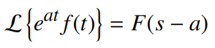 ℒ{e^{at} f(t)} = F(s − a)